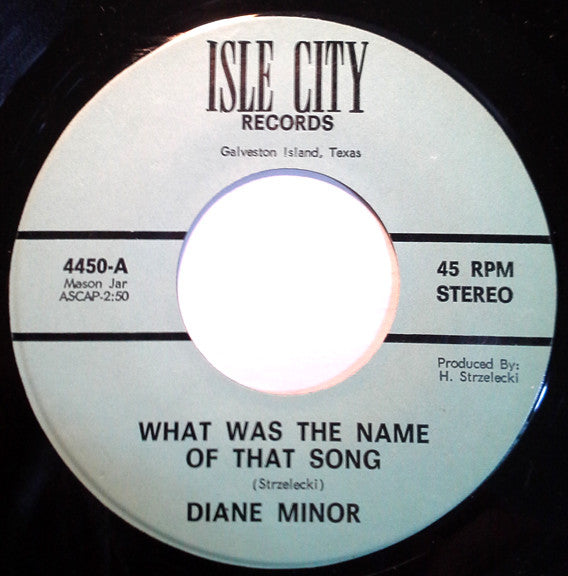 ISLE CITY
RECORDS
Galveston Island, Texas
4450-A
Mason Jar
ASCAP-2:50
45 RPM
STEREO
Produced By:
H. Strzelecki
WHAT WAS THE NAME
OF THAT SONG
(Strzelecki)
DIANE MINOR